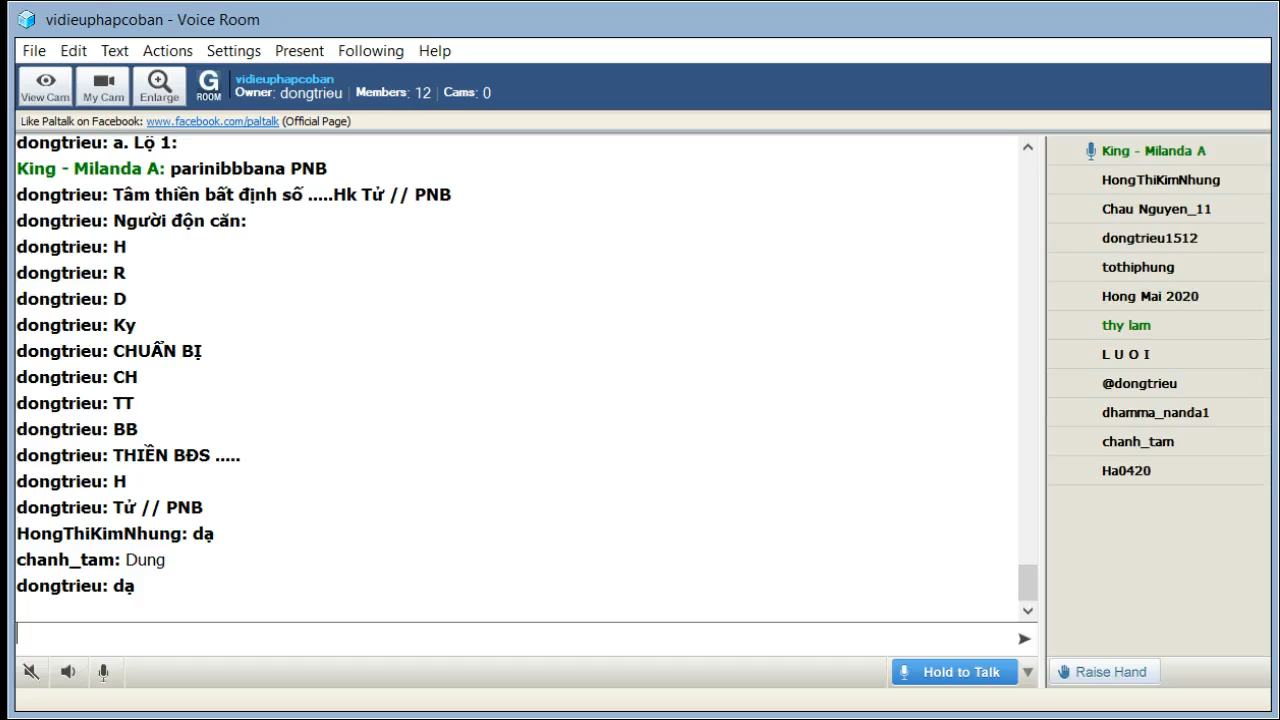 vidieuphapcoban - Voice Room
File Edit Text Actions Settings Present Following Help
View Cam My Cam Enlarge G ROOM
vidieuphapcoban
Owner: dongtrieu | Members: 12 | Cams: 0
Like Paltalk on Facebook: www.facebook.com/paltalk (Official Page)
dongtrieu: a. Lộ 1:
King - Milanda A: parinibbbana PNB
dongtrieu: Tâm thiền bất định số .....Hk Tử // PNB
dongtrieu: Người độn căn:
dongtrieu: H
dongtrieu: R
dongtrieu: D
dongtrieu: Ky
dongtrieu: CHUẨN BỊ
dongtrieu: CH
dongtrieu: TT
dongtrieu: BB
dongtrieu: THIỀN BĐS .....
dongtrieu: H
dongtrieu: Tử // PNB
HongThiKimNhung: dạ
chanh_tam: Dung
dongtrieu: dạ
King - Milanda A
HongThiKimNhung
Chau Nguyen_11
dongtrieu1512
tothiphung
Hong Mai 2020
thy lam
L U O I
@dongtrieu
dhamma_nanda1
chanh_tam
Ha0420
Hold to Talk
Raise Hand